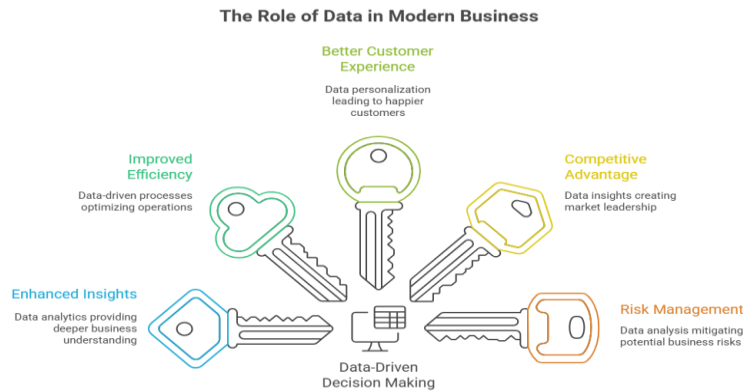 The Role of Data in Modern Business
Better Customer
Experience
Data personalization
leading to happier
customers
Improved
Efficiency
Data-driven processes
optimizing operations
Competitive
Advantage
Data insights creating
market leadership
Enhanced Insights
Data analytics providing
deeper business
understanding
Risk Management
Data analysis mitigating
potential business risks
Data-Driven
Decision Making